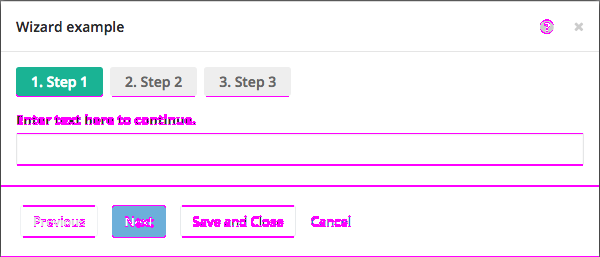 Wizard example
1. Step 1 2. Step 2 3. Step 3
Enter text here to continue.
Previous Next Save and Close Cancel